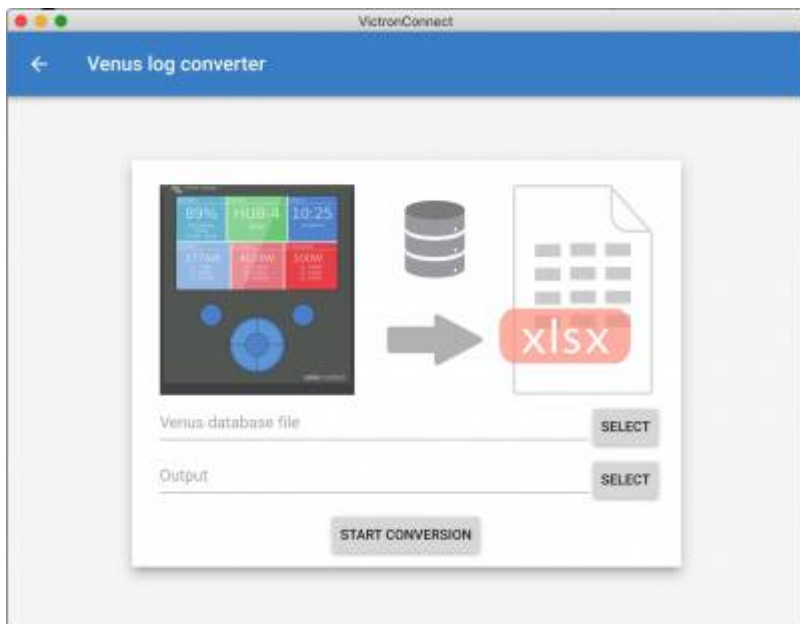 VictronConnect
Venus log converter
89%
HUB-4
10:25
xlsx
Venus database file
SELECT
Output
SELECT
START CONVERSION